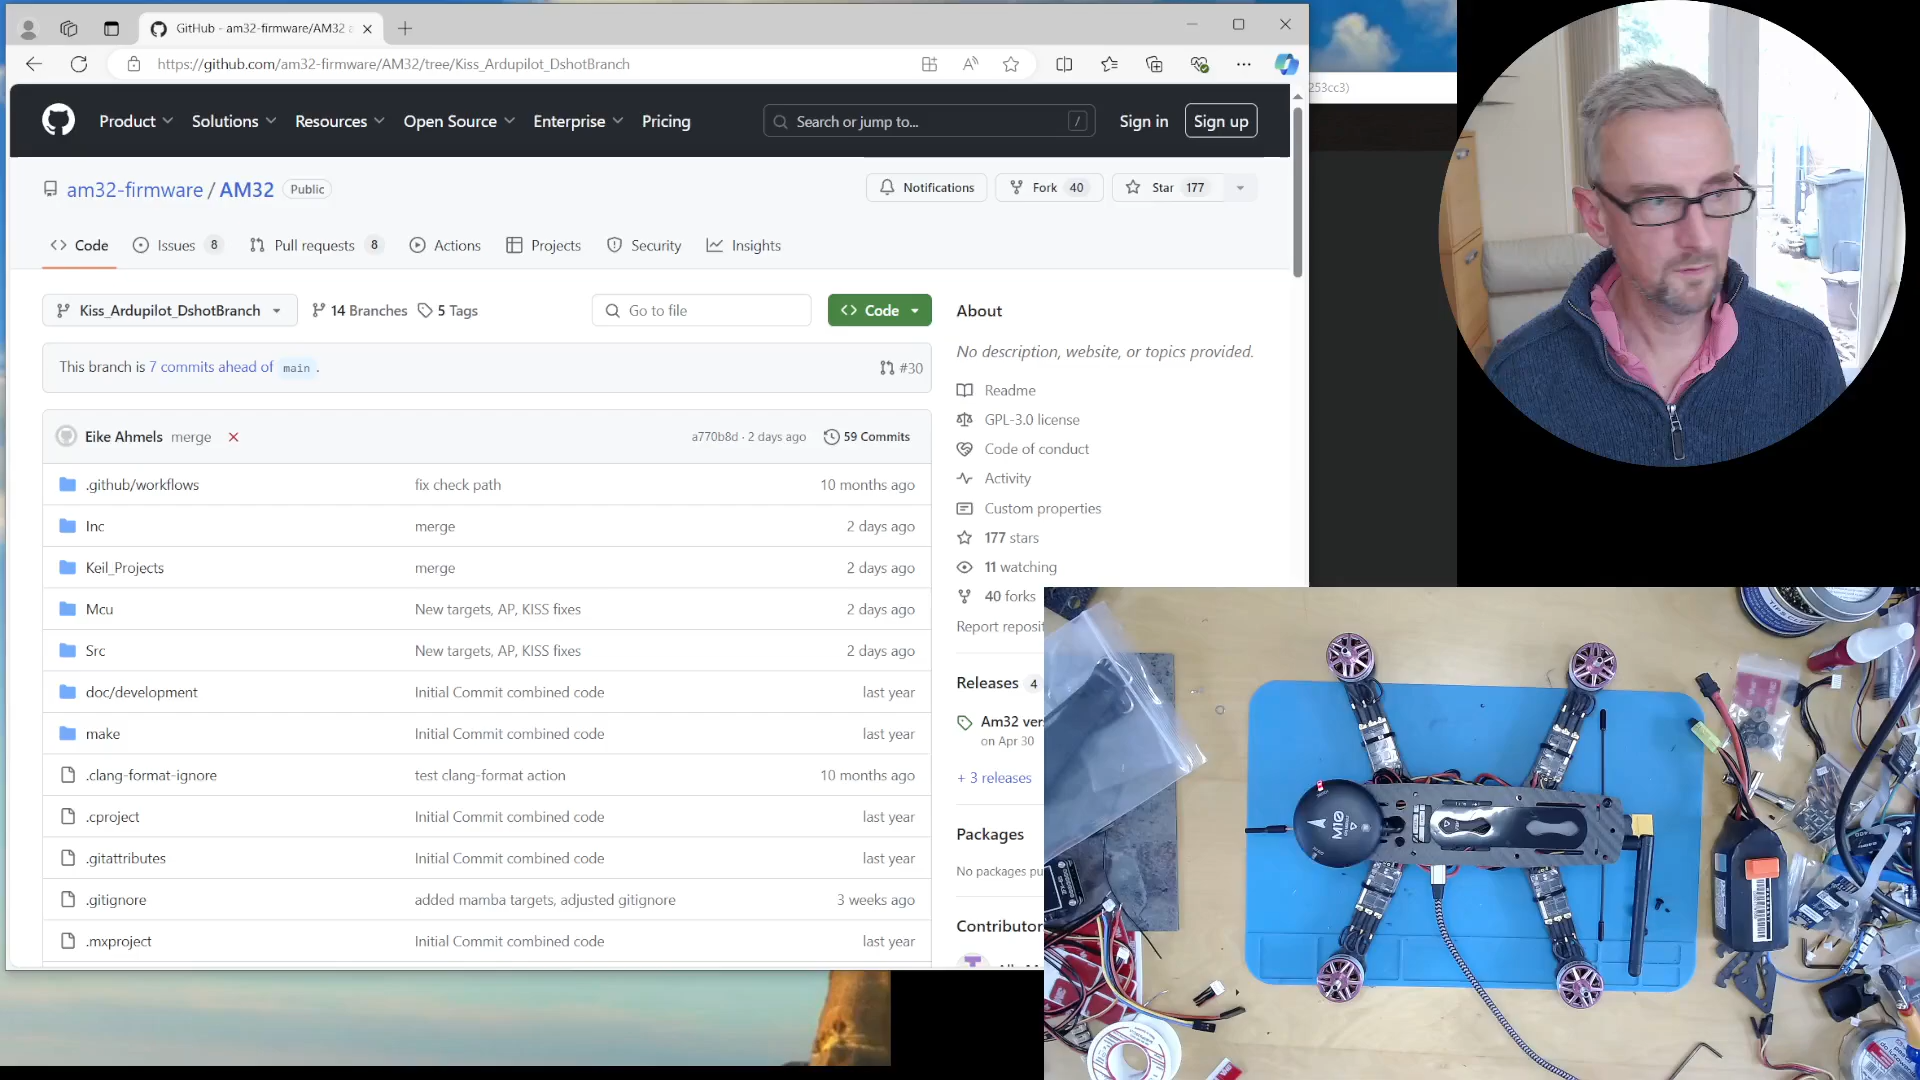 GitHub - am32-firmware/AM32 a
https://github.com/am32-firmware/AM32/tree/Kiss_Ardupilot_DshotBranch
253cc3)
Product
Solutions
Resources
Open Source
Enterprise
Pricing
Search or jump to...
/
Sign in
Sign up
am32-firmware / AM32
Public
Notifications
Fork 40
Star 177
Code
Issues 8
Pull requests 8
Actions
Projects
Security
Insights
Kiss_Ardupilot_DshotBranch
14 Branches
5 Tags
Go to file
Code
This branch is 7 commits ahead of main .
#30
Eike Ahmels merge
a770b8d · 2 days ago
59 Commits
.github/workflows fix check path 10 months ago
Inc merge 2 days ago
Keil_Projects merge 2 days ago
Mcu New targets, AP, KISS fixes 2 days ago
Src New targets, AP, KISS fixes 2 days ago
doc/development Initial Commit combined code last year
make Initial Commit combined code last year
.clang-format-ignore test clang-format action 10 months ago
.cproject Initial Commit combined code last year
.gitattributes Initial Commit combined code last year
.gitignore added mamba targets, adjusted gitignore 3 weeks ago
.mxproject Initial Commit combined code last year
About
No description, website, or topics provided.
Readme
GPL-3.0 license
Code of conduct
Activity
Custom properties
177 stars
11 watching
40 forks
Report reposit
Releases 4
Am32 ver
on Apr 30
+ 3 releases
Packages
No packages pu
Contributor
M10